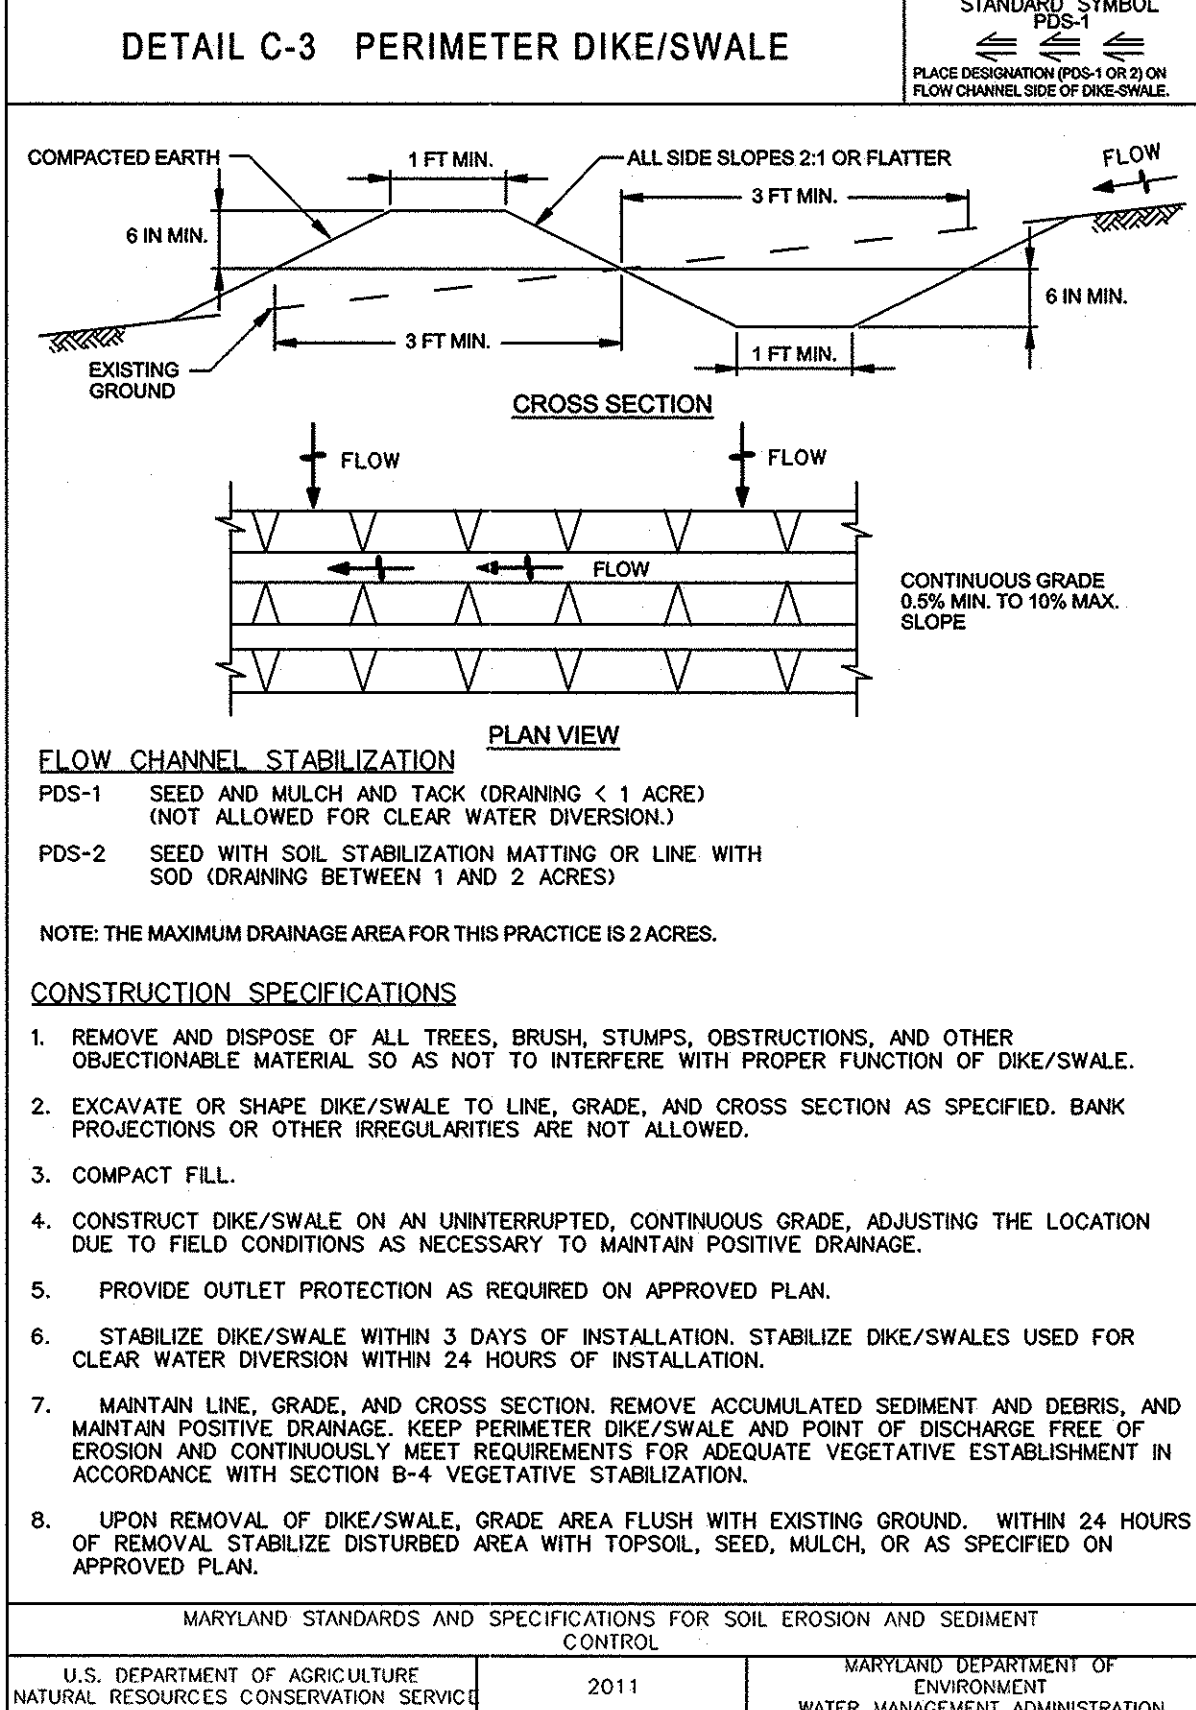 DETAIL C-3 PERIMETER DIKE/SWALE
STANDARD SYMBOL
PDS-1
PLACE DESIGNATION (PDS-1 OR 2) ON
FLOW CHANNEL SIDE OF DIKE-SWALE.
COMPACTED EARTH
1 FT MIN.
ALL SIDE SLOPES 2:1 OR FLATTER
FLOW
3 FT MIN.
6 IN MIN.
6 IN MIN.
3 FT MIN.
1 FT MIN.
EXISTING
GROUND
CROSS SECTION
FLOW
FLOW
FLOW
CONTINUOUS GRADE
0.5% MIN. TO 10% MAX.
SLOPE
PLAN VIEW
FLOW CHANNEL STABILIZATION
PDS-1 SEED AND MULCH AND TACK (DRAINING < 1 ACRE)
(NOT ALLOWED FOR CLEAR WATER DIVERSION.)
PDS-2 SEED WITH SOIL STABILIZATION MATTING OR LINE WITH
SOD (DRAINING BETWEEN 1 AND 2 ACRES)
NOTE: THE MAXIMUM DRAINAGE AREA FOR THIS PRACTICE IS 2 ACRES.
CONSTRUCTION SPECIFICATIONS
1. REMOVE AND DISPOSE OF ALL TREES, BRUSH, STUMPS, OBSTRUCTIONS, AND OTHER
OBJECTIONABLE MATERIAL SO AS NOT TO INTERFERE WITH PROPER FUNCTION OF DIKE/SWALE.
2. EXCAVATE OR SHAPE DIKE/SWALE TO LINE, GRADE, AND CROSS SECTION AS SPECIFIED. BANK
PROJECTIONS OR OTHER IRREGULARITIES ARE NOT ALLOWED.
3. COMPACT FILL.
4. CONSTRUCT DIKE/SWALE ON AN UNINTERRUPTED, CONTINUOUS GRADE, ADJUSTING THE LOCATION
DUE TO FIELD CONDITIONS AS NECESSARY TO MAINTAIN POSITIVE DRAINAGE.
5. PROVIDE OUTLET PROTECTION AS REQUIRED ON APPROVED PLAN.
6. STABILIZE DIKE/SWALE WITHIN 3 DAYS OF INSTALLATION. STABILIZE DIKE/SWALES USED FOR
CLEAR WATER DIVERSION WITHIN 24 HOURS OF INSTALLATION.
7. MAINTAIN LINE, GRADE, AND CROSS SECTION. REMOVE ACCUMULATED SEDIMENT AND DEBRIS, AND
MAINTAIN POSITIVE DRAINAGE. KEEP PERIMETER DIKE/SWALE AND POINT OF DISCHARGE FREE OF
EROSION AND CONTINUOUSLY MEET REQUIREMENTS FOR ADEQUATE VEGETATIVE ESTABLISHMENT IN
ACCORDANCE WITH SECTION B-4 VEGETATIVE STABILIZATION.
8. UPON REMOVAL OF DIKE/SWALE, GRADE AREA FLUSH WITH EXISTING GROUND. WITHIN 24 HOURS
OF REMOVAL STABILIZE DISTURBED AREA WITH TOPSOIL, SEED, MULCH, OR AS SPECIFIED ON
APPROVED PLAN.
MARYLAND STANDARDS AND SPECIFICATIONS FOR SOIL EROSION AND SEDIMENT
CONTROL
U.S. DEPARTMENT OF AGRICULTURE
NATURAL RESOURCES CONSERVATION SERVICE
2011
MARYLAND DEPARTMENT OF
ENVIRONMENT
WATER MANAGEMENT ADMINISTRATION